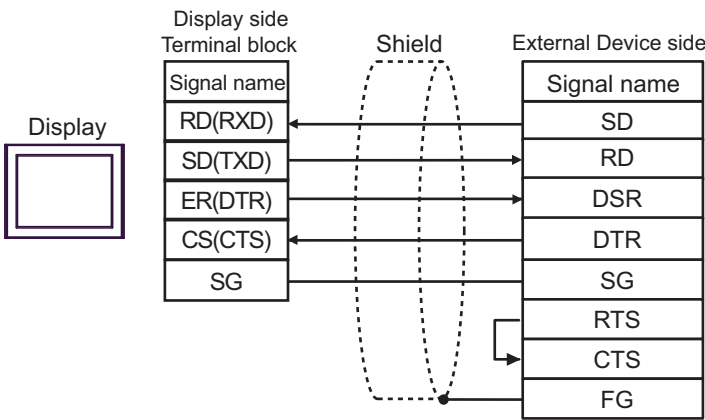 Display side
Terminal block
Shield
External Device side
Display
Signal name
RD(RXD)
SD(TXD)
ER(DTR)
CS(CTS)
SG
Signal name
SD
RD
DSR
DTR
SG
RTS
CTS
FG